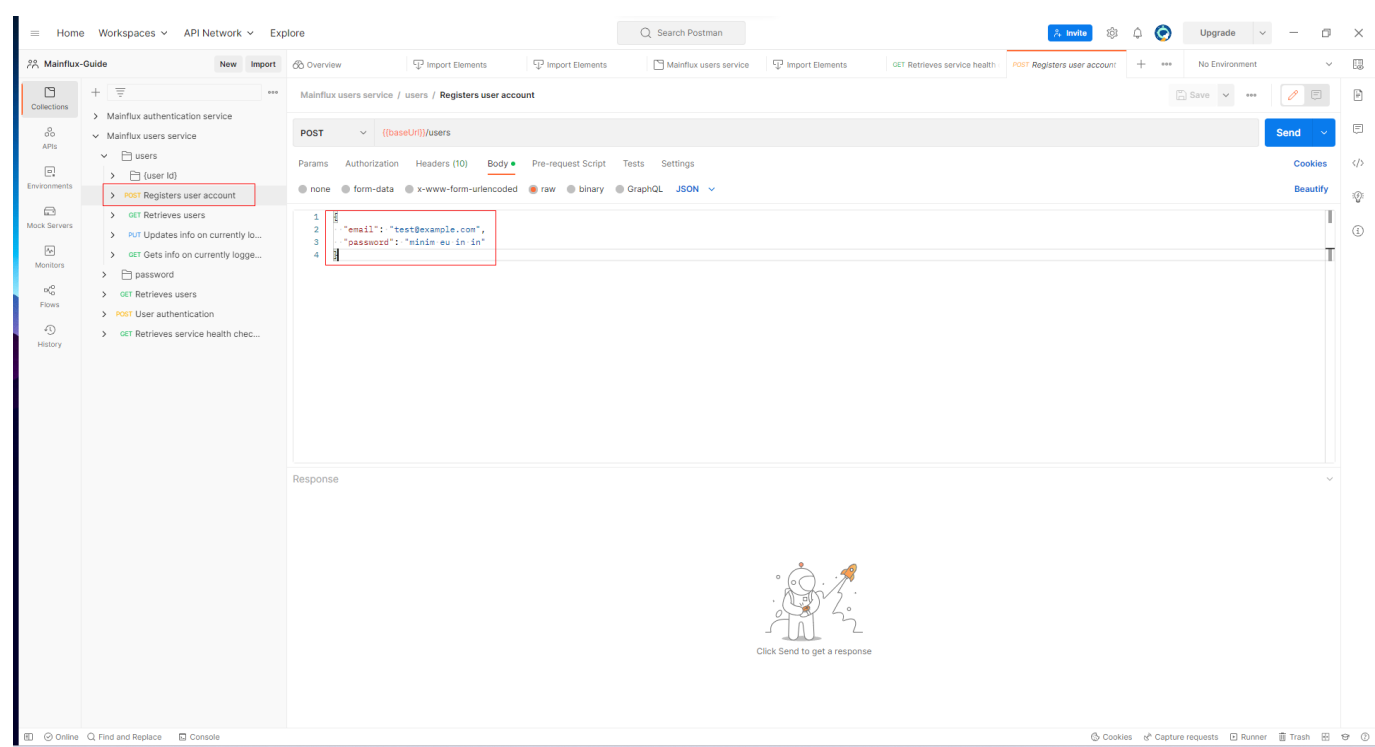 Home Workspaces API Network Explore Search Postman Invite Upgrade
Mainflux-Guide New Import Overview Import Elements Import Elements Mainflux users service Import Elements GET Retrieves service health POST Registers user account No Environment
Collections
APIs
Environments
Mock Servers
Monitors
Flows
History
Mainflux authentication service
Mainflux users service
users
{user Id}
POST Registers user account
GET Retrieves users
PUT Updates info on currently lo...
GET Gets info on currently logge...
password
GET Retrieves users
POST User authentication
GET Retrieves service health chec...
Mainflux users service / users / Registers user account Save
POST {{baseUrl}}/users Send
Params Authorization Headers (10) Body Pre-request Script Tests Settings Cookies
none form-data x-www-form-urlencoded raw binary GraphQL JSON Beautify
1 {
2 "email": "test@example.com",
3 "password": "minim eu in in"
4 }
Response
Click Send to get a response
Online Find and Replace Console Cookies Capture requests Runner Trash